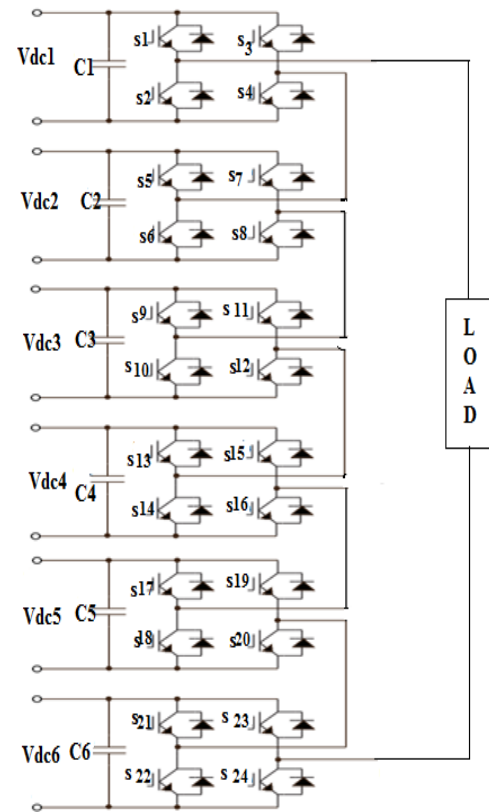 s1 s3
Vdc1 C1
s2 s4
s5 s7
Vdc2 C2
s6 s8
s9 s11
Vdc3 C3
s10 s12
s13 s15
Vdc4 C4
s14 s16
s17 s19
Vdc5 C5
s18 s20
s21 s23
Vdc6 C6
s22 s24
L
O
A
D